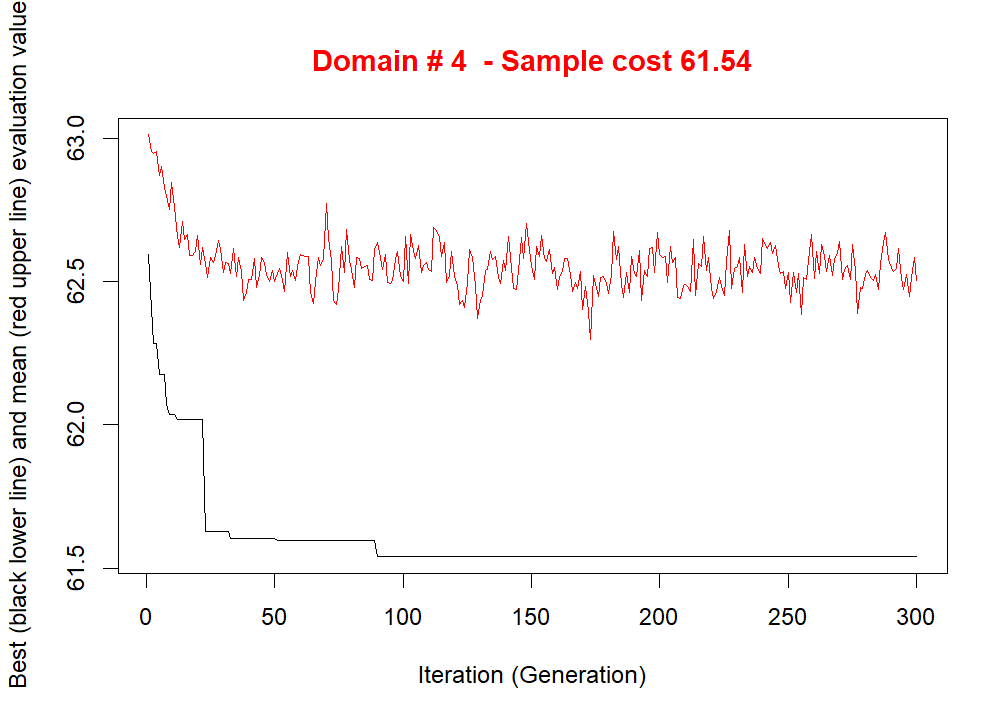 Domain # 4  - Sample cost 61.54
Best (black lower line) and mean (red upper line) evaluation value
63.0
62.5
62.0
61.5
0 50 100 150 200 250 300
Iteration (Generation)